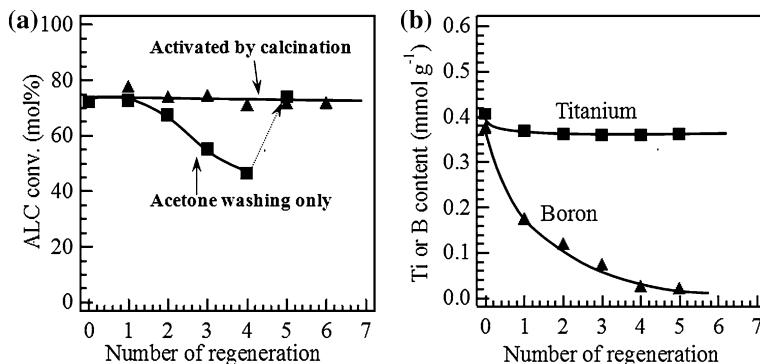 (a)
100
80
60
40
20
0
ALC conv. (mol%)
Activated by calcination
Acetone washing only
0 1 2 3 4 5 6 7
Number of regeneration
(b)
0.6
0.5
0.4
0.3
0.2
0.1
0.0
Ti or B content (mmol g⁻¹)
Titanium
Boron
0 1 2 3 4 5 6 7
Number of regeneration